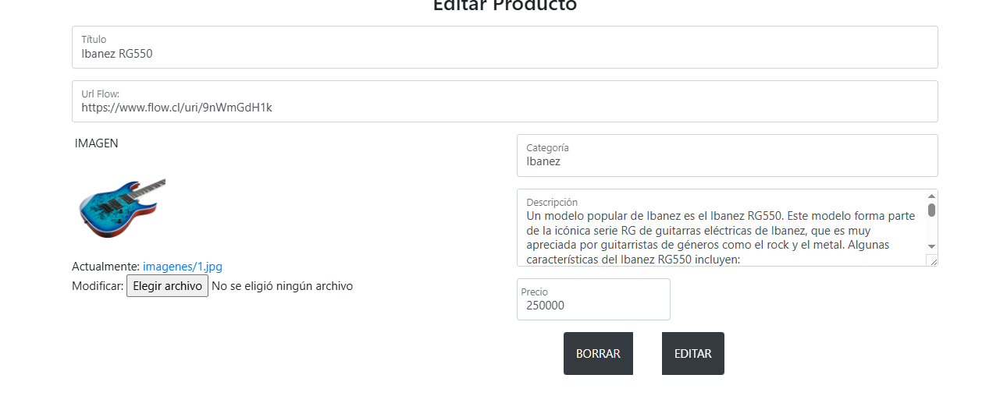 Editar Producto
Título
Ibanez RG550
Url Flow:
https://www.flow.cl/uri/9nWmGdH1k
IMAGEN
Actualmente: imagenes/1.jpg
Modificar: Elegir archivo No se eligió ningún archivo
Categoría
Ibanez
Descripción
Un modelo popular de Ibanez es el Ibanez RG550. Este modelo forma parte
de la icónica serie RG de guitarras eléctricas de Ibanez, que es muy
apreciada por guitarristas de géneros como el rock y el metal. Algunas
características del Ibanez RG550 incluyen:
Precio
250000
BORRAR
EDITAR